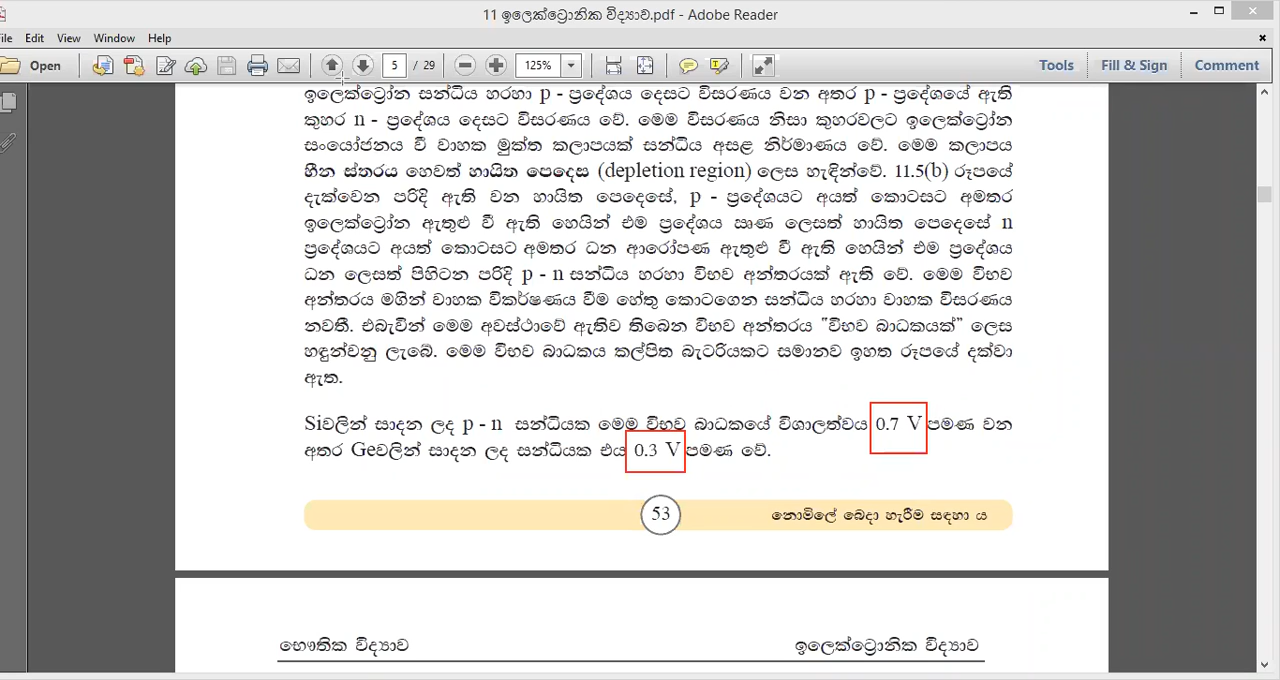 11 ඉලෙක්ට්‍රොනික විද්‍යාව.pdf - Adobe Reader
File Edit View Window Help
Open 5 / 29 125% Tools Fill & Sign Comment
ඉලෙක්ට්‍රෝන සන්ධිය හරහා p - ප්‍රදේශය දෙසට විසරණය වන අතර p - ප්‍රදේශයේ ඇති
කුහර n - ප්‍රදේශය දෙසට විසරණය වේ. මෙම විසරණය නිසා කුහරවලට ඉලෙක්ට්‍රෝන
සංයෝජනය වී වාහක මුක්ත කලාපයක් සන්ධිය අසළ නිර්මාණය වේ. මෙම කලාපය
හීන ස්තරය හෙවත් හායිත පෙදෙස (depletion region) ලෙස හැඳින්වේ. 11.5(b) රූපයේ
දැක්වෙන පරිදි ඇති වන හායිත පෙදෙසේ, p - ප්‍රදේශයට අයත් කොටසට අමතර
ඉලෙක්ට්‍රෝන ඇතුළු වී ඇති හෙයින් එම ප්‍රදේශය ඍණ ලෙසත් හායිත පෙදෙසේ n
ප්‍රදේශයට අයත් කොටසට අමතර ධන ආරෝපණ ඇතුළු වී ඇති හෙයින් එම ප්‍රදේශය
ධන ලෙසත් පිහිටන පරිදි p - n සන්ධිය හරහා විභව අන්තරයක් ඇති වේ. මෙම විභව
අන්තරය මගින් වාහක විකර්ෂණය වීම හේතු කොටගෙන සන්ධිය හරහා වාහක විසරණය
නවතී. එබැවින් මෙම අවස්ථාවේ ඇතිව තිබෙන විභව අන්තරය “විභව බාධකයක්” ලෙස
හඳුන්වනු ලැබේ. මෙම විභව බාධකය කල්පිත බැටරියකට සමානව ඉහත රූපයේ දක්වා
ඇත.
Siවලින් සාදන ලද p - n සන්ධියක මෙම විභව බාධකයේ විශාලත්වය 0.7 V පමණ වන
අතර Geවලින් සාදන ලද සන්ධියක එය 0.3 V පමණ වේ.
53 නොමිලේ බෙදා හැරීම සඳහා ය
භෞතික විද්‍යාව ඉලෙක්ට්‍රොනික විද්‍යාව